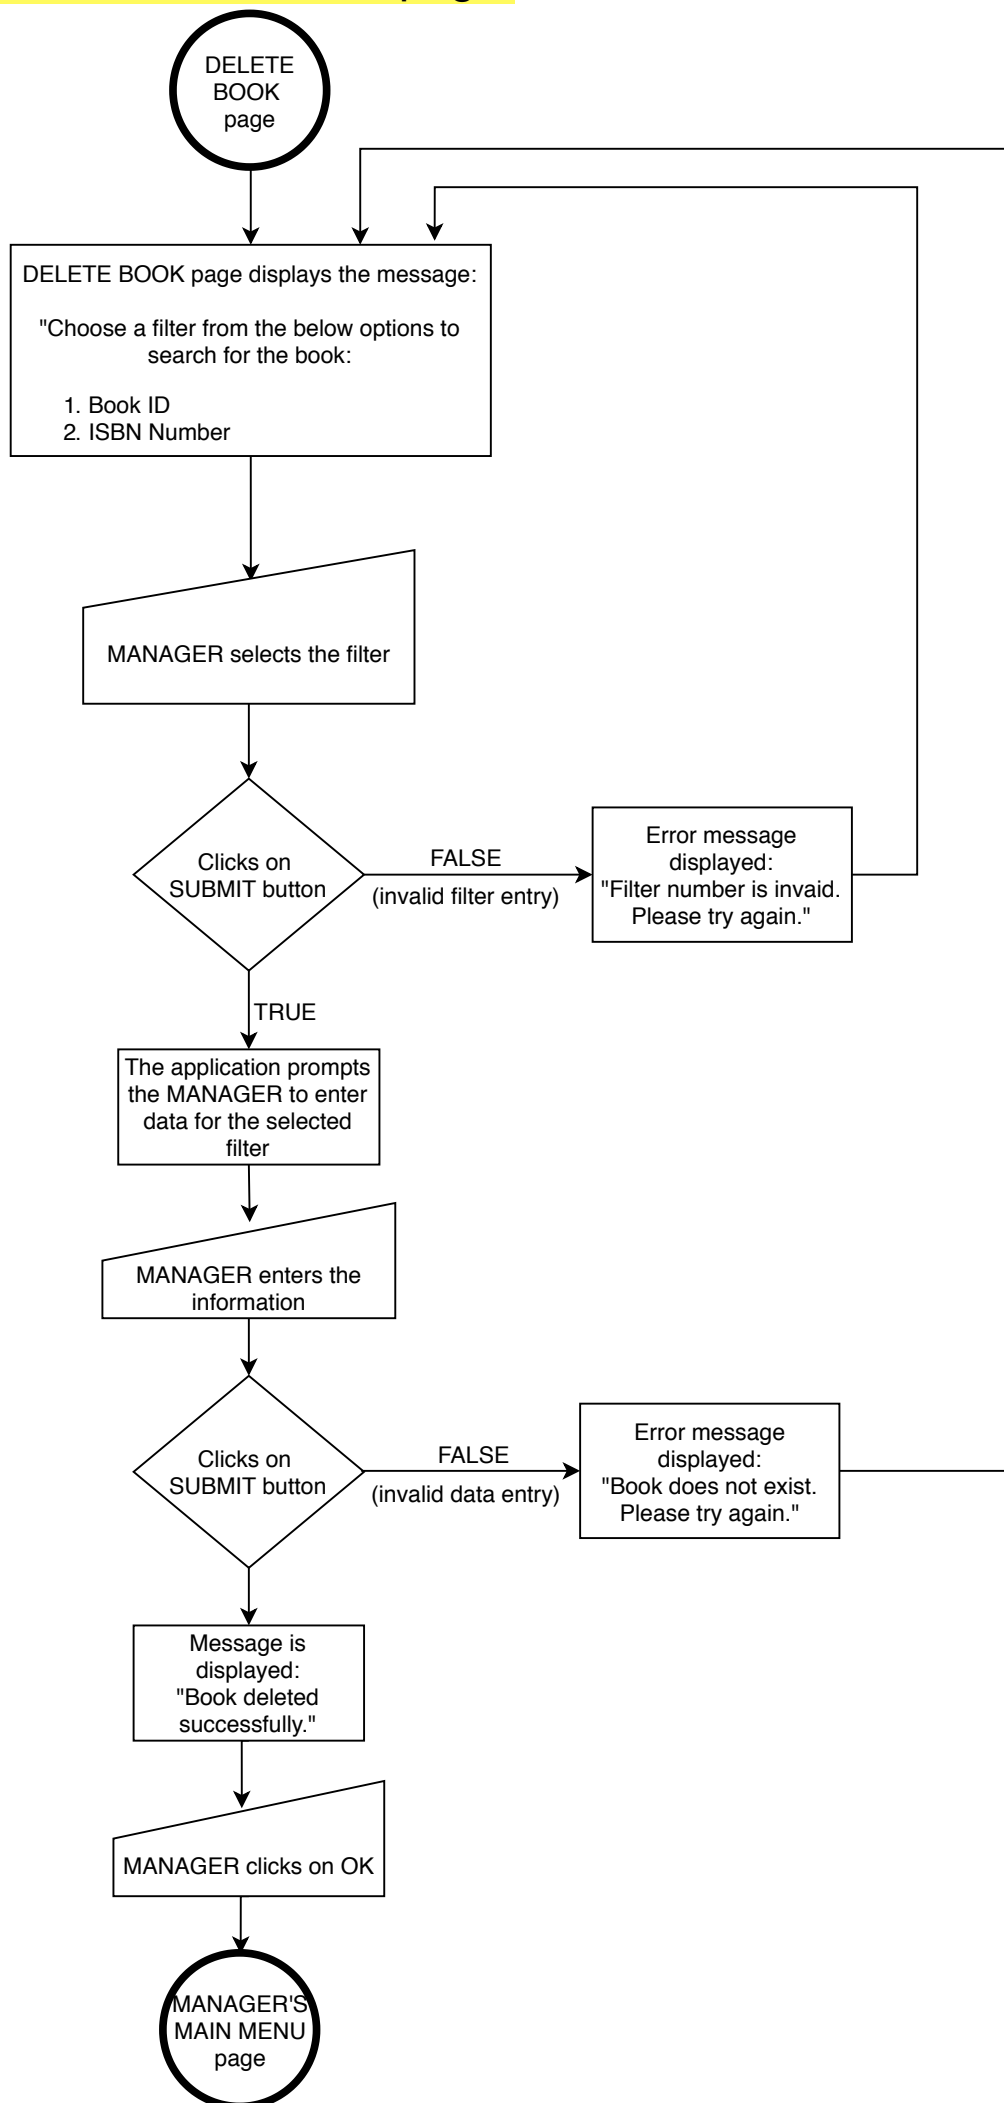 DELETE
BOOK
page
DELETE BOOK page displays the message:
"Choose a filter from the below options to
search for the book:
1. Book ID
2. ISBN Number
MANAGER selects the filter
Clicks on
SUBMIT button
FALSE
(invalid filter entry)
Error message
displayed:
"Filter number is invaid.
Please try again."
TRUE
The application prompts
the MANAGER to enter
data for the selected
filter
MANAGER enters the
information
Clicks on
SUBMIT button
FALSE
(invalid data entry)
Error message
displayed:
"Book does not exist.
Please try again."
Message is
displayed:
"Book deleted
successfully."
MANAGER clicks on OK
MANAGER'S
MAIN MENU
page